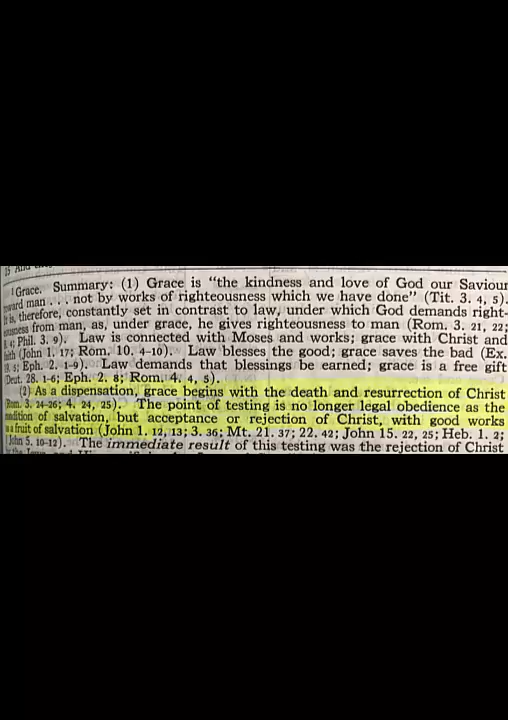 15 And
¹Grace. Summary: (1) Grace is "the kindness and love of God our Saviour
toward man . . . not by works of righteousness which we have done" (Tit. 3. 4, 5).
It is, therefore, constantly set in contrast to law, under which God demands right-
eousness from man, as, under grace, he gives righteousness to man (Rom. 3. 21, 22;
8. 4; Phil. 3. 9). Law is connected with Moses and works; grace with Christ and
faith (John 1. 17; Rom. 10. 4-10). Law blesses the good; grace saves the bad (Ex.
19. 5; Eph. 2. 1-9). Law demands that blessings be earned; grace is a free gift
(Deut. 28. 1-6; Eph. 2. 8; Rom. 4. 4, 5).
(2) As a dispensation, grace begins with the death and resurrection of Christ
(Rom. 3. 24-26; 4. 24, 25). The point of testing is no longer legal obedience as the
condition of salvation, but acceptance or rejection of Christ, with good works
as a fruit of salvation (John 1. 12, 13; 3. 36; Mt. 21. 37; 22. 42; John 15. 22, 25; Heb. 1. 2;
1 John 5. 10-12). The immediate result of this testing was the rejection of Christ